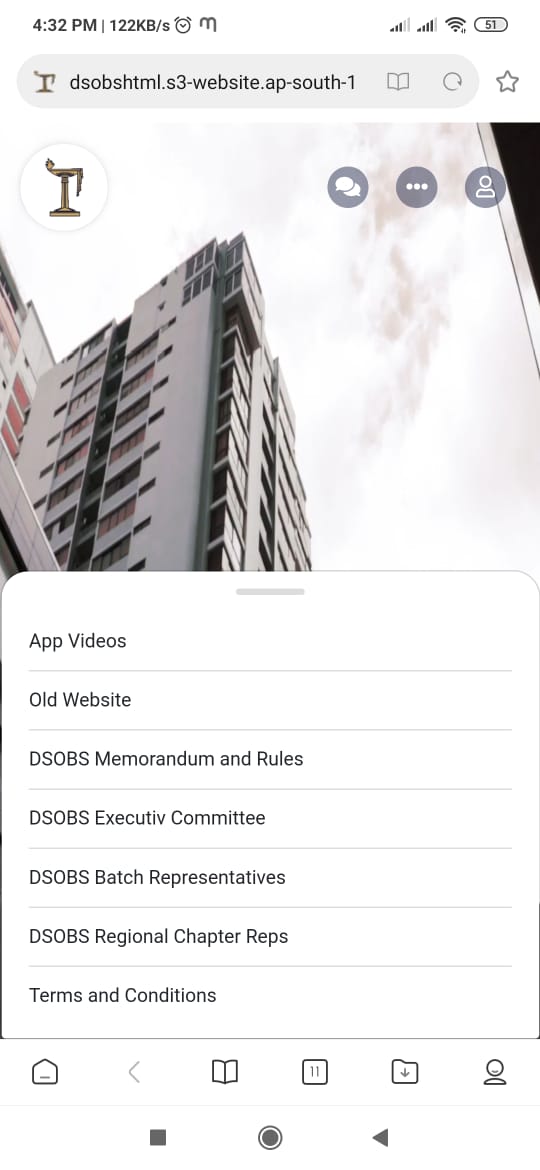 4:32 PM | 122KB/s
51
dsobshtml.s3-website.ap-south-1
App Videos
Old Website
DSOBS Memorandum and Rules
DSOBS Executiv Committee
DSOBS Batch Representatives
DSOBS Regional Chapter Reps
Terms and Conditions
11